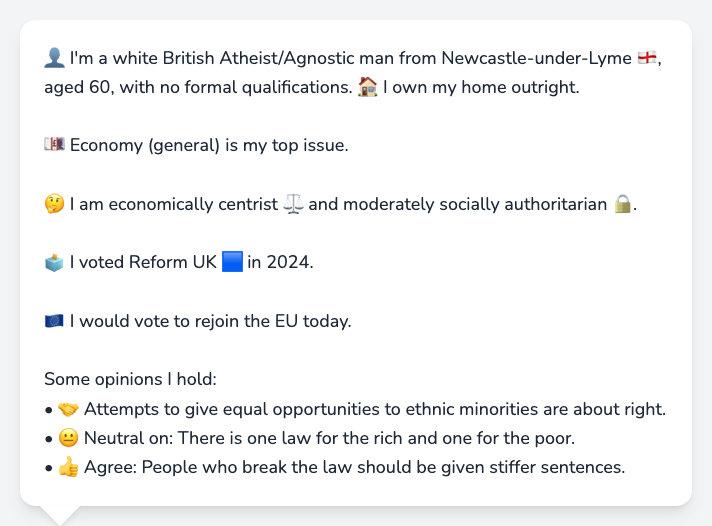 👤 I'm a white British Atheist/Agnostic man from Newcastle-under-Lyme 🏴󠁧󠁢󠁥󠁮󠁧󠁿,
aged 60, with no formal qualifications. 🏠 I own my home outright.
💷 Economy (general) is my top issue.
🤔 I am economically centrist ⚖️ and moderately socially authoritarian 🔒.
🗳️ I voted Reform UK 🟦 in 2024.
🇪🇺 I would vote to rejoin the EU today.
Some opinions I hold:
• 🤝 Attempts to give equal opportunities to ethnic minorities are about right.
• 😐 Neutral on: There is one law for the rich and one for the poor.
• 👍 Agree: People who break the law should be given stiffer sentences.